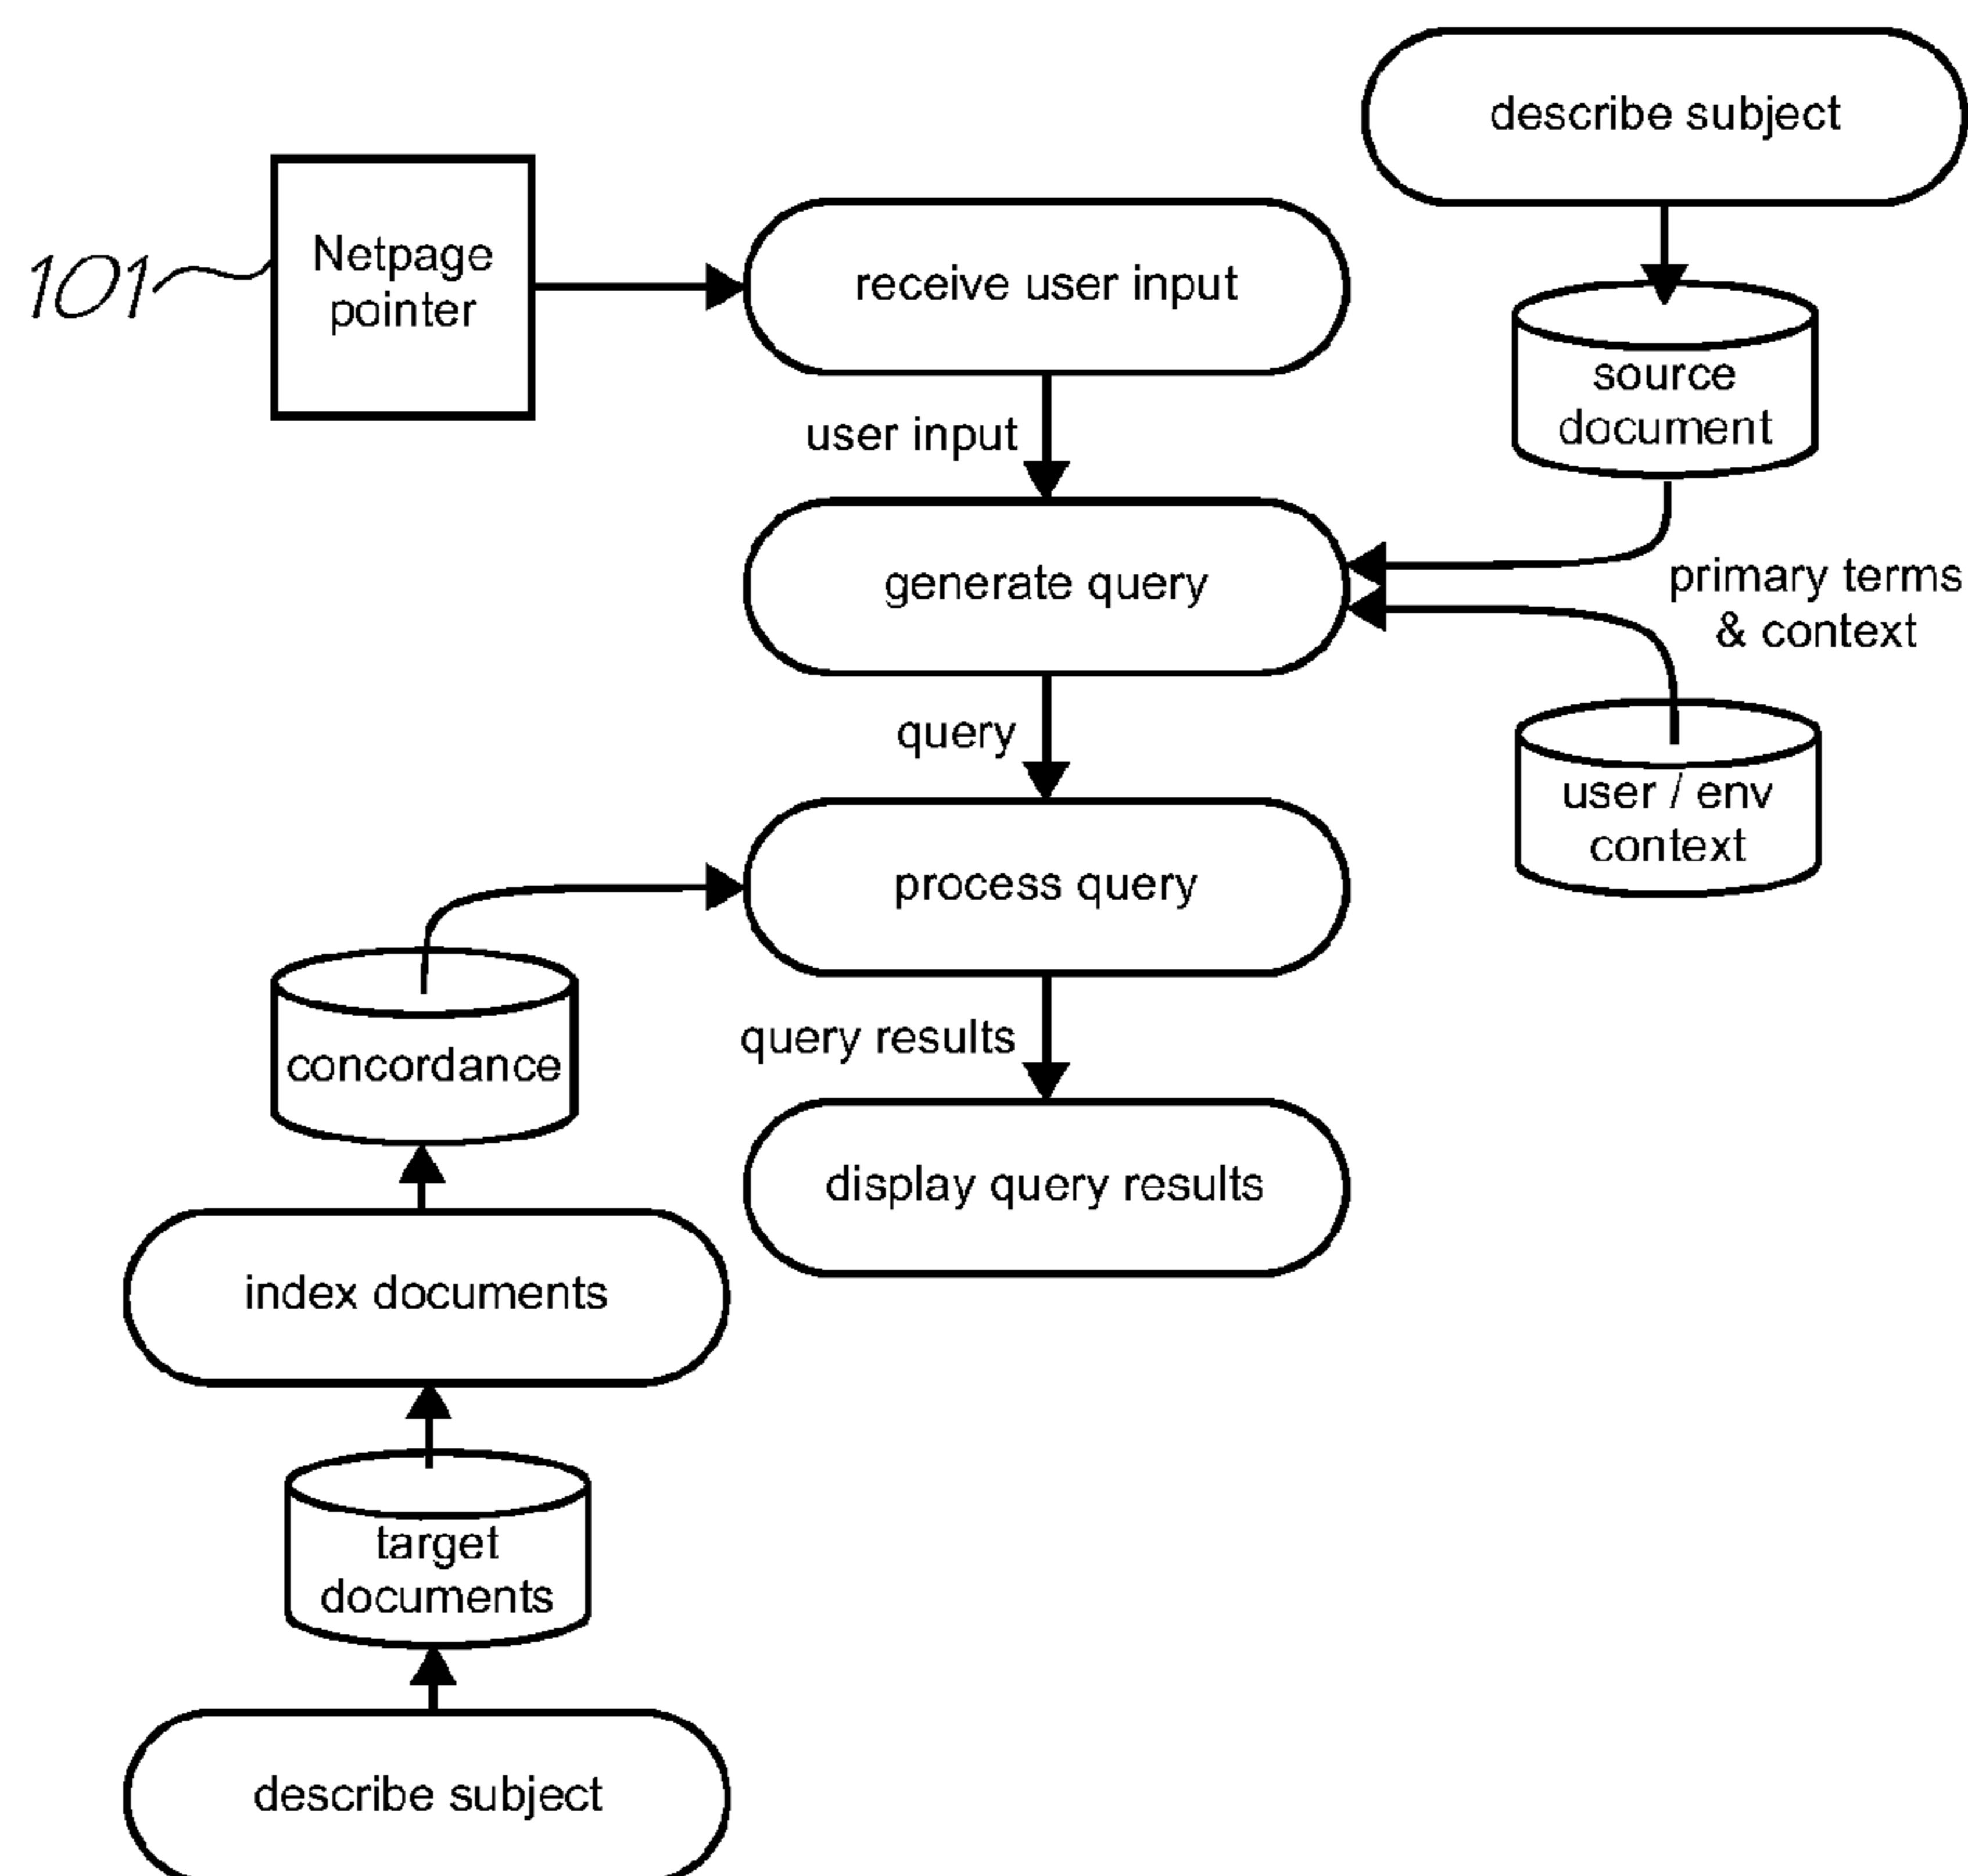 describe subject
101
Netpage
pointer
receive user input
source
document
user input
generate query
primary terms
& context
query
user / env
context
process query
concordance
query results
display query results
index documents
target
documents
describe subject